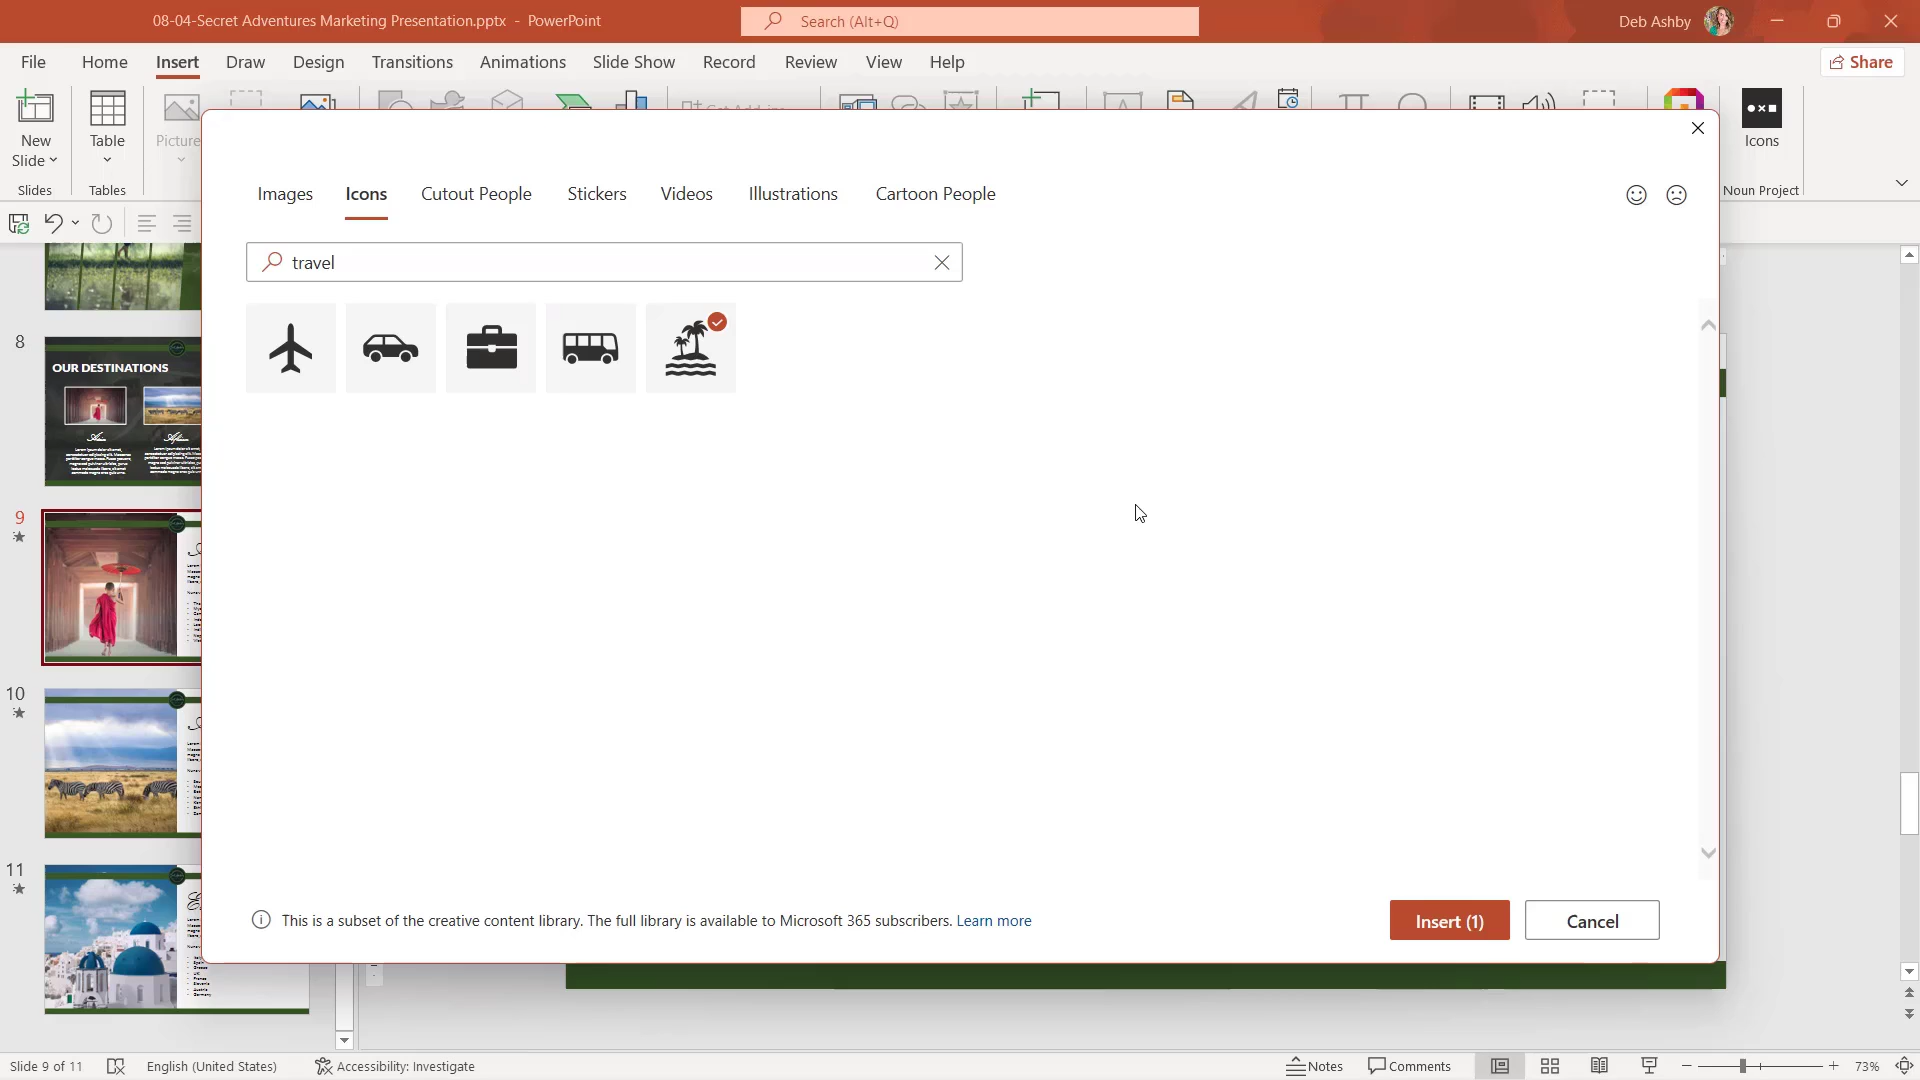 08-04-Secret Adventures Marketing Presentation.pptx - PowerPoint
Search (Alt+Q)
Deb Ashby
File Home Insert Draw Design Transitions Animations Slide Show Record Review View Help
Share
New Slide
Table
Picture
Icons
Slides
Tables
Noun Project
Images Icons Cutout People Stickers Videos Illustrations Cartoon People
travel
8
OUR DESTINATIONS
Asia
Africa
9
10
11
This is a subset of the creative content library. The full library is available to Microsoft 365 subscribers. Learn more
Insert (1)
Cancel
Slide 9 of 11
English (United States)
Accessibility: Investigate
Notes
Comments
73%